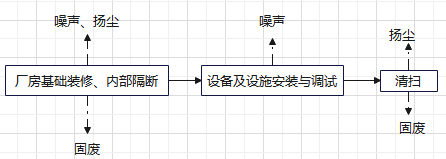 噪声、扬尘
噪声
扬尘
厂房基础装修、内部隔断
设备及设施安装与调试
清扫
固废
固废